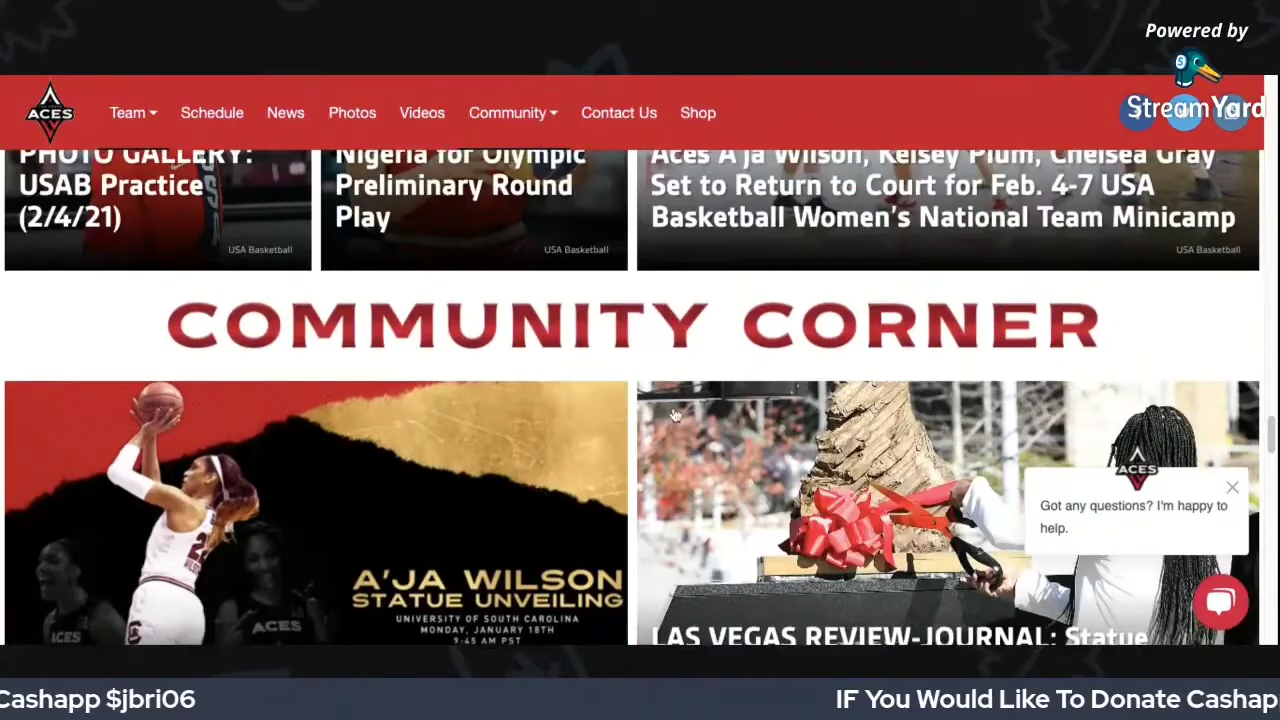 Powered by
StreamYard
ACES
Team Schedule News Photos Videos Community Contact Us Shop
PHOTO GALLERY:
USAB Practice
(2/4/21)
USA Basketball
Nigeria for Olympic
Preliminary Round
Play
USA Basketball
Aces A'ja Wilson, Kelsey Plum, Chelsea Gray
Set to Return to Court for Feb. 4-7 USA
Basketball Women's National Team Minicamp
USA Basketball
COMMUNITY CORNER
A'JA WILSON
STATUE UNVEILING
UNIVERSITY OF SOUTH CAROLINA
MONDAY, JANUARY 18TH
9:45 AM PST
ACES
ACES
LAS VEGAS REVIEW-JOURNAL: Statue
ACES
Got any questions? I'm happy to
help.
Cashapp $jbri06
IF You Would Like To Donate Cashap